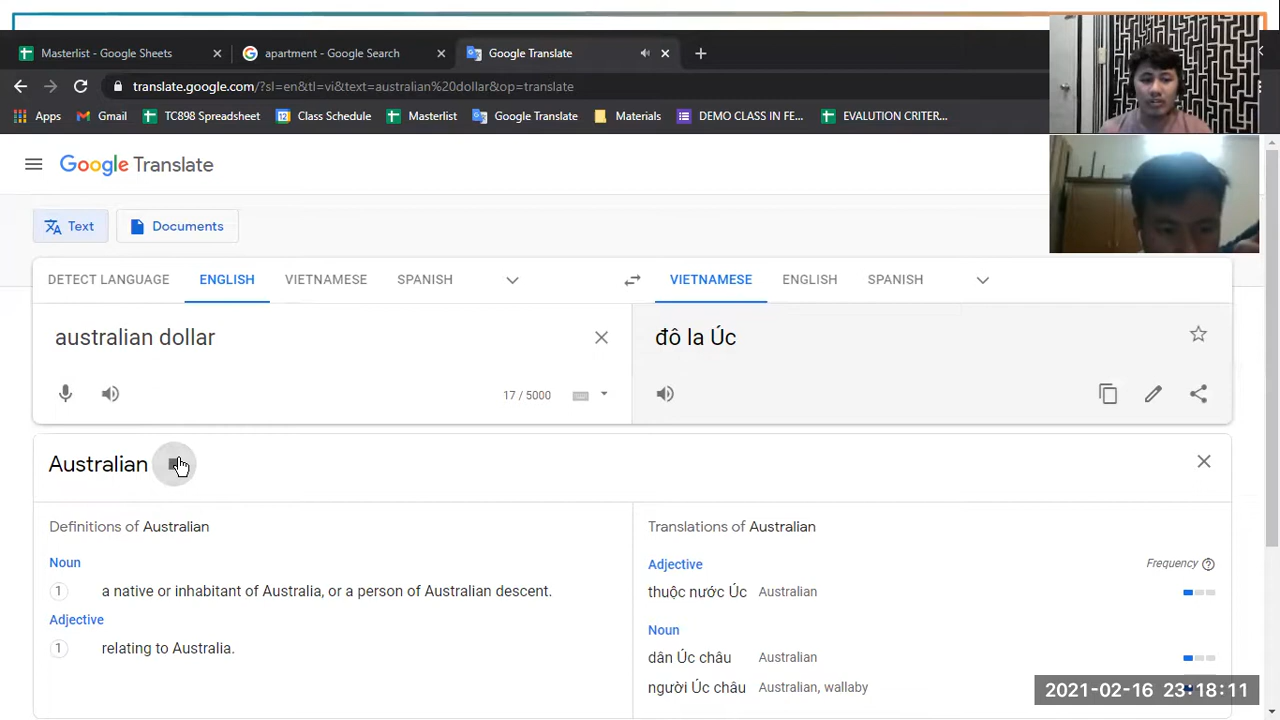 Masterlist - Google Sheets
apartment - Google Search
Google Translate
translate.google.com/?sl=en&tl=vi&text=australian%20dollar&op=translate
Apps
Gmail
TC898 Spreadsheet
Class Schedule
Masterlist
Google Translate
Materials
DEMO CLASS IN FE...
EVALUTION CRITER...
Google Translate
Text
Documents
DETECT LANGUAGE
ENGLISH
VIETNAMESE
SPANISH
VIETNAMESE
ENGLISH
SPANISH
australian dollar
đô la Úc
17 / 5000
Australian
Definitions of Australian
Noun
1 a native or inhabitant of Australia, or a person of Australian descent.
Adjective
1 relating to Australia.
Translations of Australian
Adjective
Frequency
thuộc nước Úc Australian
Noun
dân Úc châu Australian
người Úc châu Australian, wallaby
2021-02-16 23:18:11